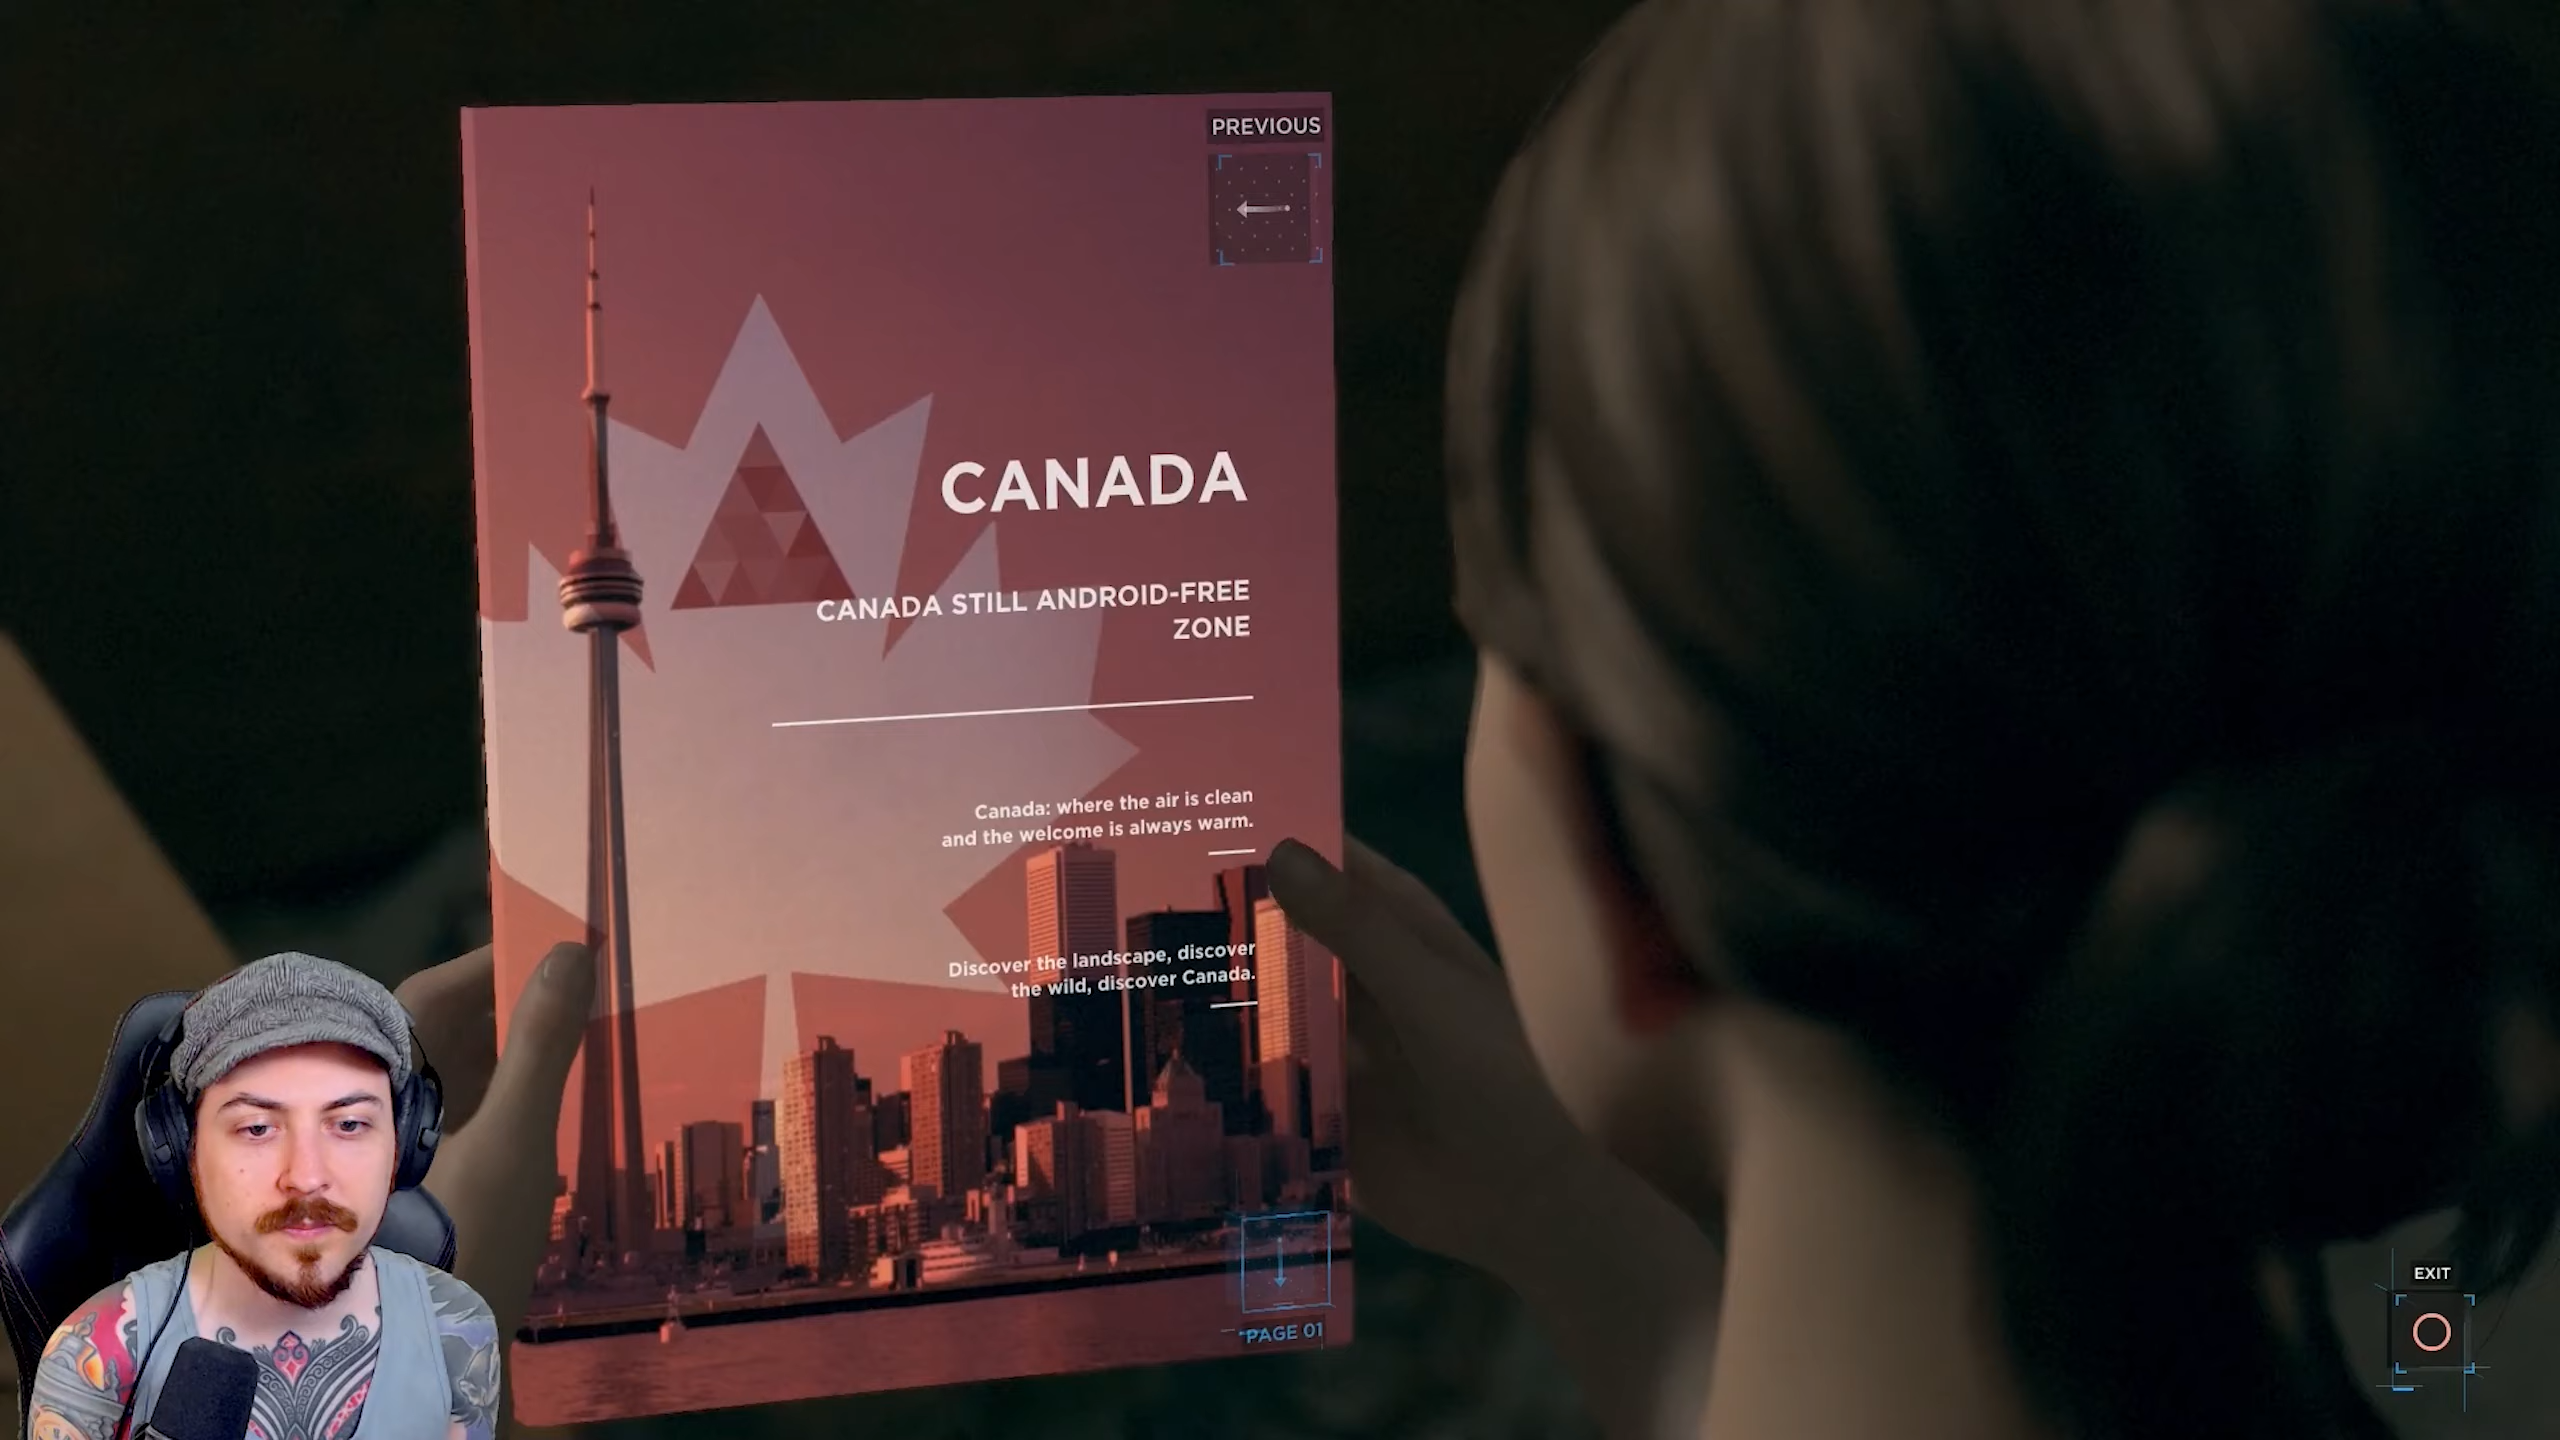 PREVIOUS
CANADA
CANADA STILL ANDROID-FREE
ZONE
Canada: where the air is clean
and the welcome is always warm.
Discover the landscape, discover
the wild, discover Canada.
PAGE 01
EXIT